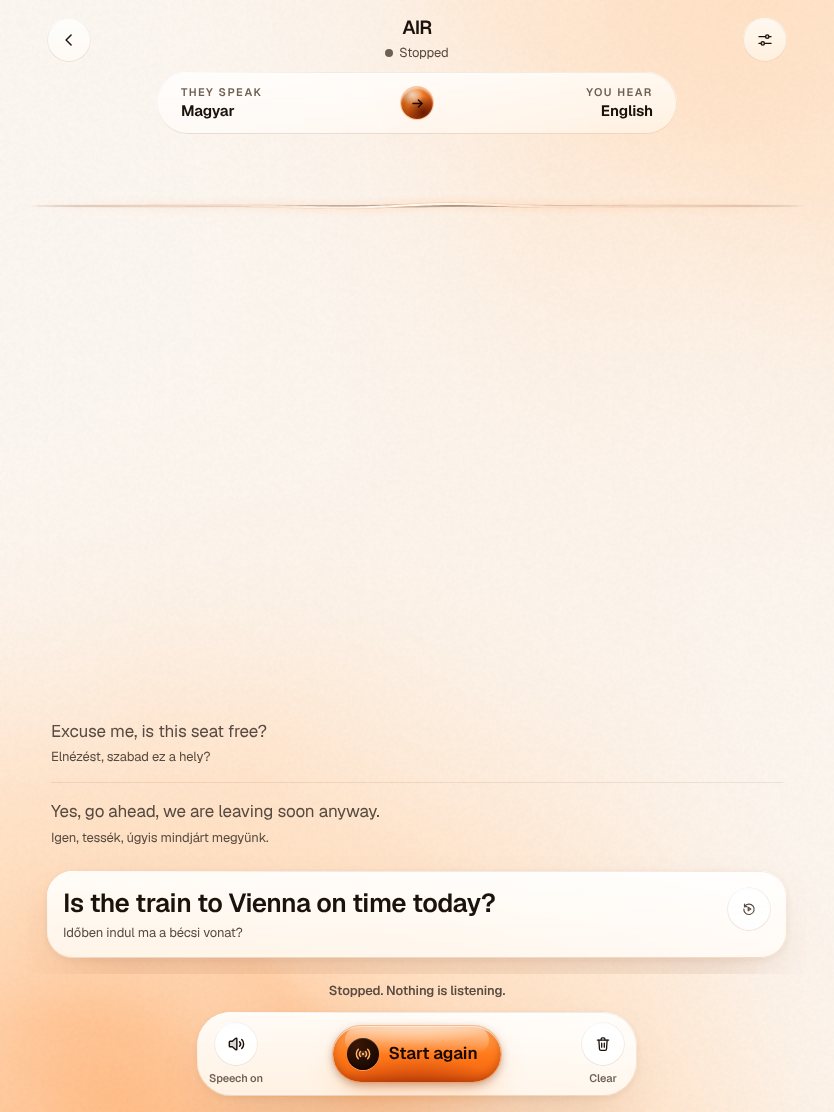 AIR
Stopped
THEY SPEAK
Magyar
YOU HEAR
English
Excuse me, is this seat free?
Elnézést, szabad ez a hely?
Yes, go ahead, we are leaving soon anyway.
Igen, tessék, úgyis mindjárt megyünk.
Is the train to Vienna on time today?
Időben indul ma a bécsi vonat?
Stopped. Nothing is listening.
Speech on
Start again
Clear